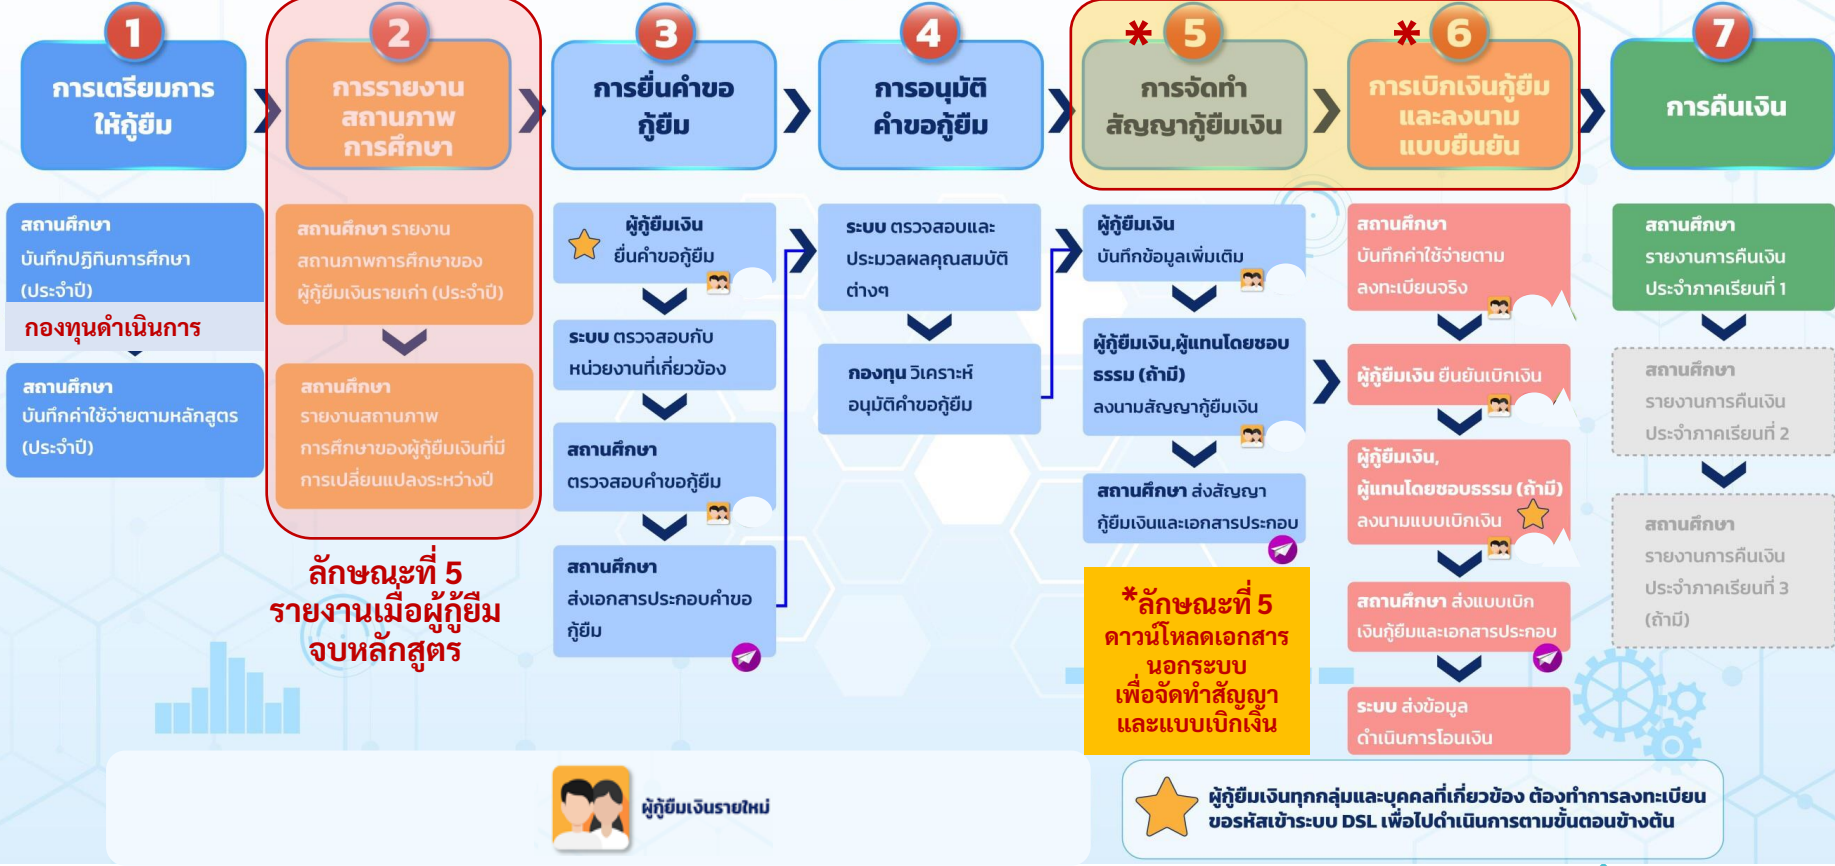 1
การเตรียมการ
ให้กู้ยืม
2
การรายงาน
สถานภาพ
การศึกษา
3
การยื่นคำขอ
กู้ยืม
4
การอนุมัติ
คำขอกู้ยืม
* 5
การจัดทำ
สัญญากู้ยืมเงิน
* 6
การเบิกเงินกู้ยืม
และลงนาม
แบบยืนยัน
7
การคืนเงิน
สถานศึกษา
บันทึกปฏิทินการศึกษา
(ประจำปี)
กองทุนดำเนินการ
สถานศึกษา
บันทึกค่าใช้จ่ายตามหลักสูตร
(ประจำปี)
สถานศึกษา รายงาน
สถานภาพการศึกษาของ
ผู้กู้ยืมเงินรายเก่า (ประจำปี)
สถานศึกษา
รายงานสถานภาพ
การศึกษาของผู้กู้ยืมเงินที่มี
การเปลี่ยนแปลงระหว่างปี
ลักษณะที่ 5
รายงานเมื่อผู้กู้ยืม
จบหลักสูตร
ผู้กู้ยืมเงิน
ยื่นคำขอกู้ยืม
ระบบ ตรวจสอบกับ
หน่วยงานที่เกี่ยวข้อง
สถานศึกษา
ตรวจสอบคำขอกู้ยืม
สถานศึกษา
ส่งเอกสารประกอบคำขอ
กู้ยืม
ระบบ ตรวจสอบและ
ประมวลผลคุณสมบัติ
ต่างๆ
กองทุน วิเคราะห์
อนุมัติคำขอกู้ยืม
ผู้กู้ยืมเงิน
บันทึกข้อมูลเพิ่มเติม
ผู้กู้ยืมเงิน,ผู้แทนโดยชอบ
ธรรม (ถ้ามี)
ลงนามสัญญากู้ยืมเงิน
สถานศึกษา ส่งสัญญา
กู้ยืมเงินและเอกสารประกอบ
*ลักษณะที่ 5
ดาวน์โหลดเอกสาร
นอกระบบ
เพื่อจัดทำสัญญา
และแบบเบิกเงิน
สถานศึกษา
บันทึกค่าใช้จ่ายตาม
ลงทะเบียนจริง
ผู้กู้ยืมเงิน ยืนยันเบิกเงิน
ผู้กู้ยืมเงิน,
ผู้แทนโดยชอบธรรม (ถ้ามี)
ลงนามแบบเบิกเงิน
สถานศึกษา ส่งแบบเบิก
เงินกู้ยืมและเอกสารประกอบ
ระบบ ส่งข้อมูล
ดำเนินการโอนเงิน
สถานศึกษา
รายงานการคืนเงิน
ประจำภาคเรียนที่ 1
สถานศึกษา
รายงานการคืนเงิน
ประจำภาคเรียนที่ 2
สถานศึกษา
รายงานการคืนเงิน
ประจำภาคเรียนที่ 3
(ถ้ามี)
ผู้กู้ยืมเงินรายใหม่
ผู้กู้ยืมเงินทุกกลุ่มและบุคคลที่เกี่ยวข้อง ต้องทำการลงทะเบียน
ขอรหัสเข้าระบบ DSL เพื่อไปดำเนินการตามขั้นตอนข้างต้น